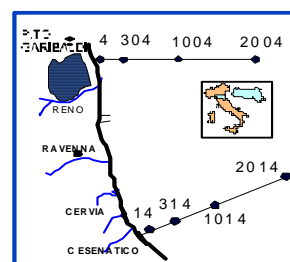 P.TO
GARIBALDI
4 304 1004 2004
RENO
RAVENNA
2014
314
CERVIA
14
1014
CESENATICO